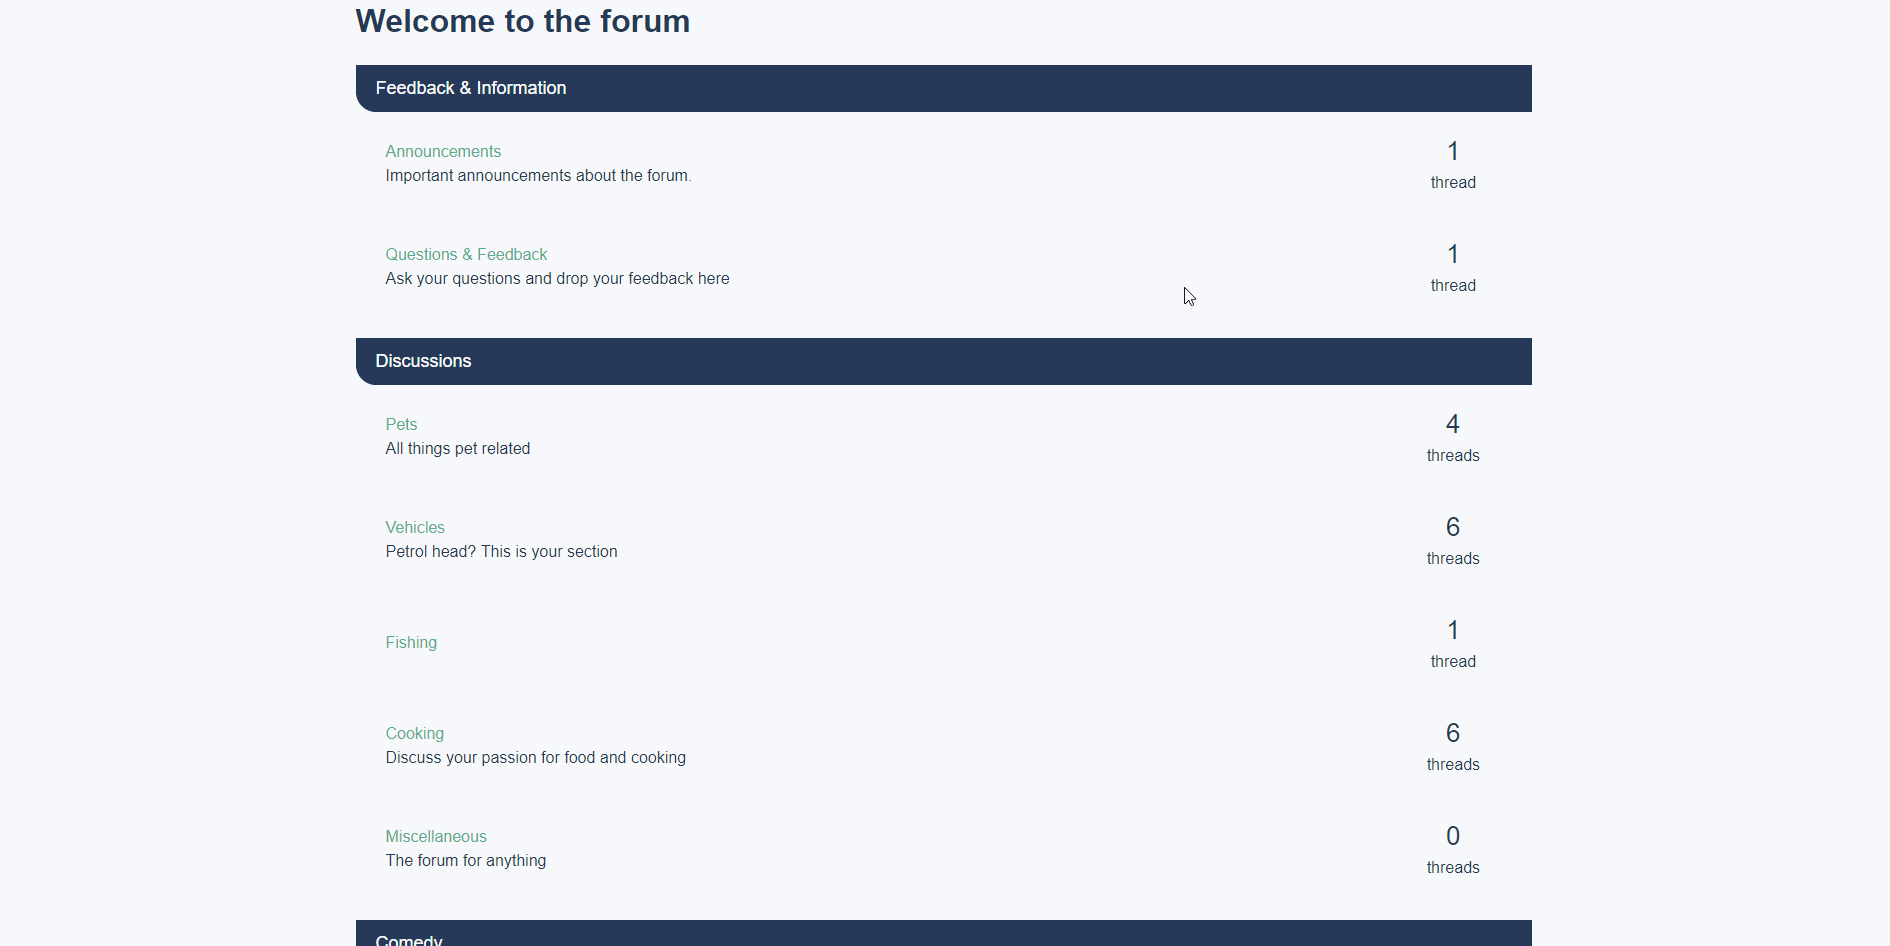 Welcome to the forum
Feedback & Information
Announcements
Important announcements about the forum.
1
thread
Questions & Feedback
Ask your questions and drop your feedback here
1
thread
Discussions
Pets
All things pet related
4
threads
Vehicles
Petrol head? This is your section
6
threads
Fishing
1
thread
Cooking
Discuss your passion for food and cooking
6
threads
Miscellaneous
The forum for anything
0
threads
Comedy